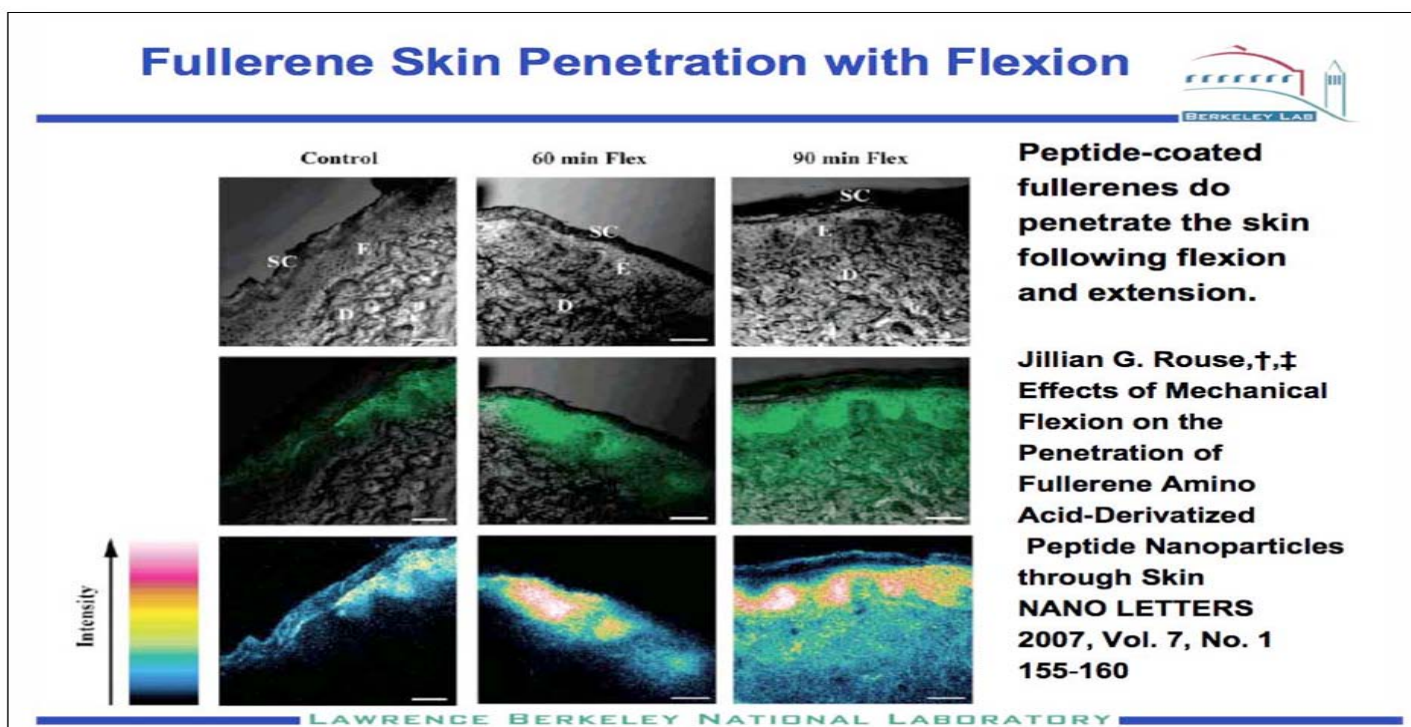 Fullerene Skin Penetration with Flexion
BERKELEY LAB
Control
60 min Flex
90 min Flex
SC
E
D
SC
E
D
SC
E
D
Intensity
Peptide-coated
fullerenes do
penetrate the skin
following flexion
and extension.
Jillian G. Rouse,†,‡
Effects of Mechanical
Flexion on the
Penetration of
Fullerene Amino
Acid-Derivatized
Peptide Nanoparticles
through Skin
NANO LETTERS
2007, Vol. 7, No. 1
155-160
LAWRENCE BERKELEY NATIONAL LABORATORY